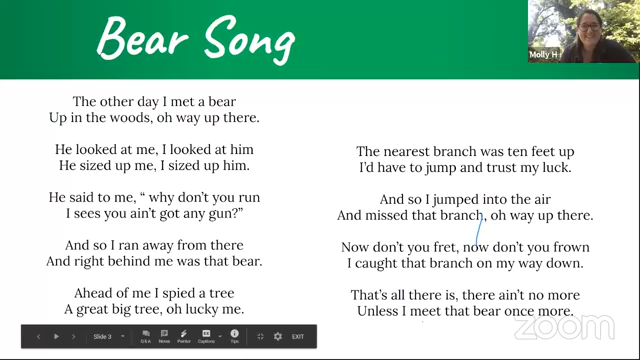 Bear Song
Molly H
The other day I met a bear
Up in the woods, oh way up there.
He looked at me, I looked at him
He sized up me, I sized up him.
He said to me, “ why don’t you run
I sees you ain’t got any gun?”
And so I ran away from there
And right behind me was that bear.
Ahead of me I spied a tree
A great big tree, oh lucky me.
The nearest branch was ten feet up
I’d have to jump and trust my luck.
And so I jumped into the air
And missed that branch, oh way up there.
Now don’t you fret, now don’t you frown
I caught that branch on my way down.
That’s all there is, there ain’t no more
Unless I meet that bear once more.
Slide 3
Q&A
Notes
Pointer
Captions
Tips
EXIT
zoom